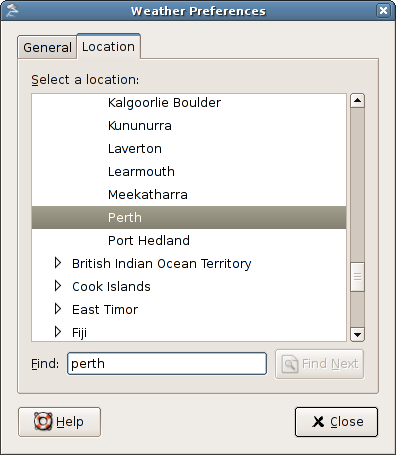 Weather Preferences
General
Location
Select a location:
Kalgoorlie Boulder
Kununurra
Laverton
Learmouth
Meekatharra
Perth
Port Hedland
British Indian Ocean Territory
Cook Islands
East Timor
Fiji
Find:
perth
Find Next
Help
Close